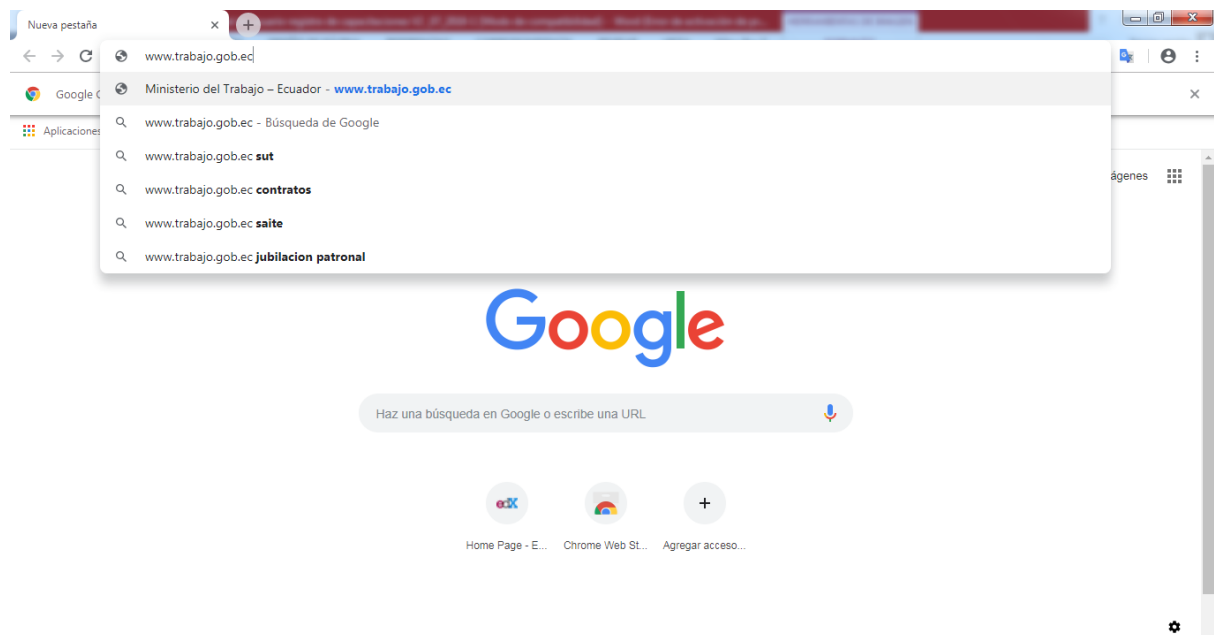 Nueva pestaña
www.trabajo.gob.ec
Ministerio del Trabajo – Ecuador - www.trabajo.gob.ec
Google
www.trabajo.gob.ec - Búsqueda de Google
Aplicaciones
www.trabajo.gob.ec sut
ágenes
www.trabajo.gob.ec contratos
www.trabajo.gob.ec saite
www.trabajo.gob.ec jubilacion patronal
Google
Haz una búsqueda en Google o escribe una URL
edX
Home Page - E...
Chrome Web St...
Agregar acceso...